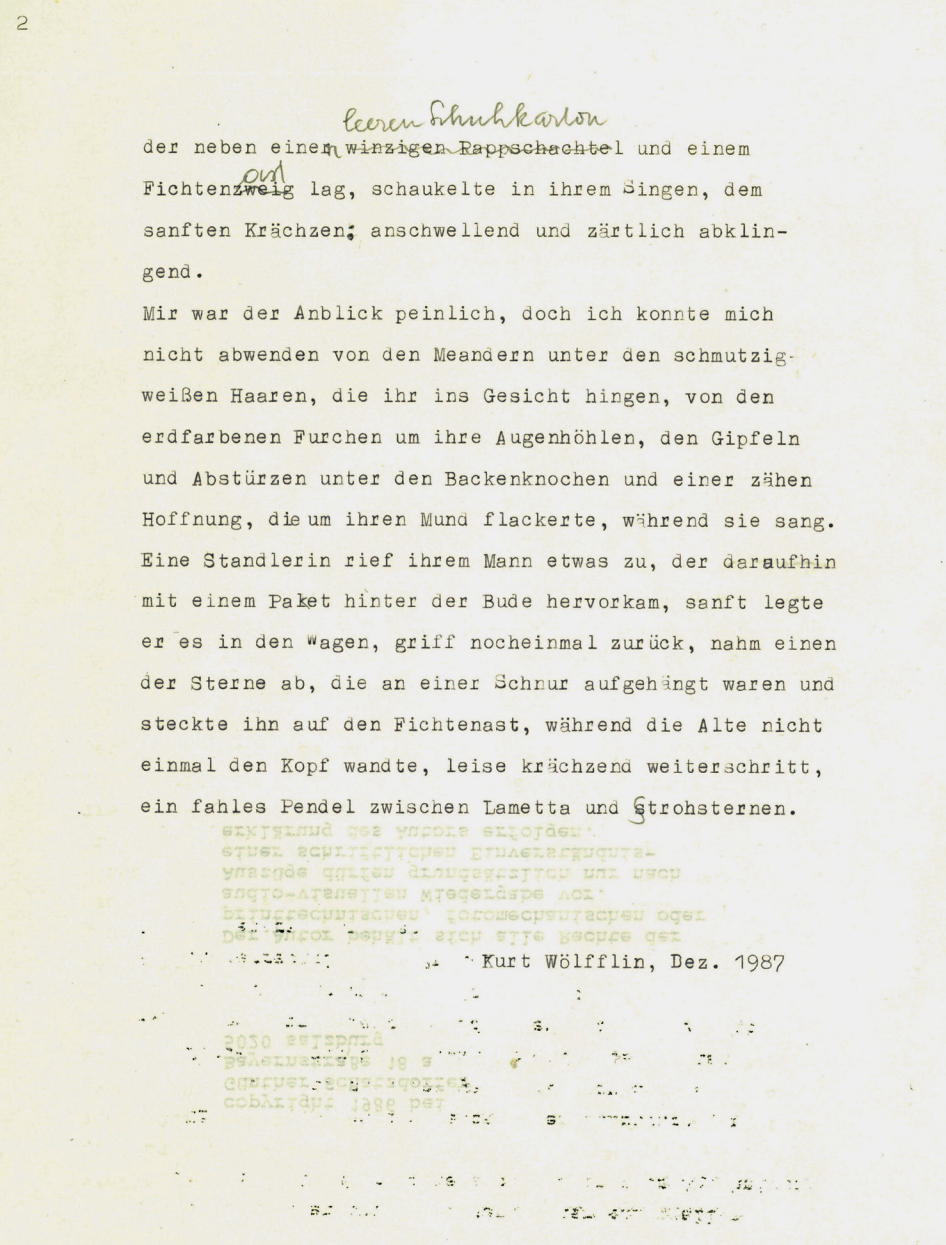 2
leeren Schuhkarton
der neben einem winzigen Pappschachtel und einem
ast
Fichtenzweig lag, schaukelte in ihrem Singen, dem
sanften Krächzen; anschwellend und zärtlich abklin-
gend.
Mir war der Anblick peinlich, doch ich konnte mich
nicht abwenden von den Meandern unter den schmutzig-
weißen Haaren, die ihr ins Gesicht hingen, von den
erdfarbenen Furchen um ihre Augenhöhlen, den Gipfeln
und Abstürzen unter den Backenknochen und einer zähen
Hoffnung, die um ihren Mund flackerte, während sie sang.
Eine Standlerin rief ihrem Mann etwas zu, der daraufhin
mit einem Paket hinter der Bude hervorkam, sanft legte
er es in den Wagen, griff nocheinmal zurück, nahm einen
der Sterne ab, die an einer Schnur aufgehängt waren und
steckte ihn auf den Fichtenast, während die Alte nicht
einmal den Kopf wandte, leise krächzend weiterschritt,
ein fahles Pendel zwischen Lametta und Strohsternen.
Kurt Wölfflin, Dez. 1987